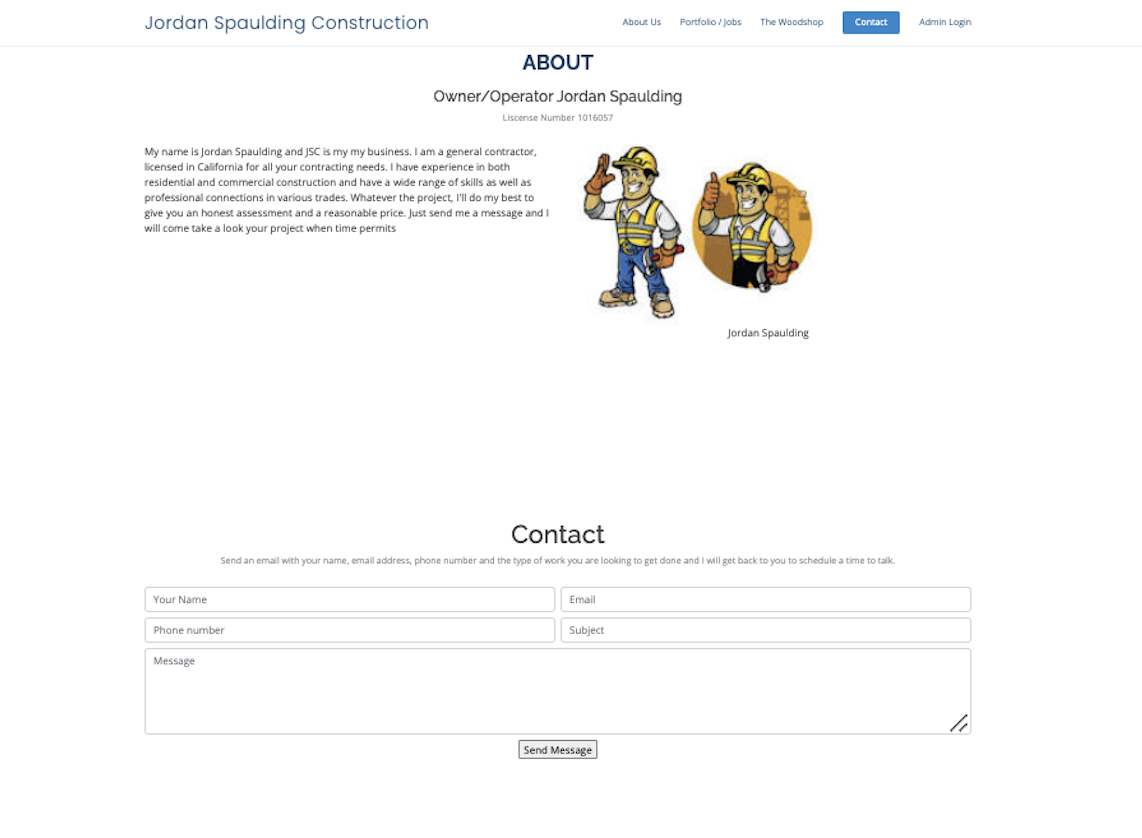 Jordan Spaulding Construction
About Us Portfolio / Jobs The Woodshop Contact Admin Login
ABOUT
Owner/Operator Jordan Spaulding
Liscense Number 1016057
My name is Jordan Spaulding and JSC is my my business. I am a general contractor,
licensed in California for all your contracting needs. I have experience in both
residential and commercial construction and have a wide range of skills as well as
professional connections in various trades. Whatever the project, I'll do my best to
give you an honest assessment and a reasonable price. Just send me a message and I
will come take a look your project when time permits
Jordan Spaulding
Contact
Send an email with your name, email address, phone number and the type of work you are looking to get done and I will get back to you to schedule a time to talk.
Your Name Email
Phone number Subject
Message
Send Message